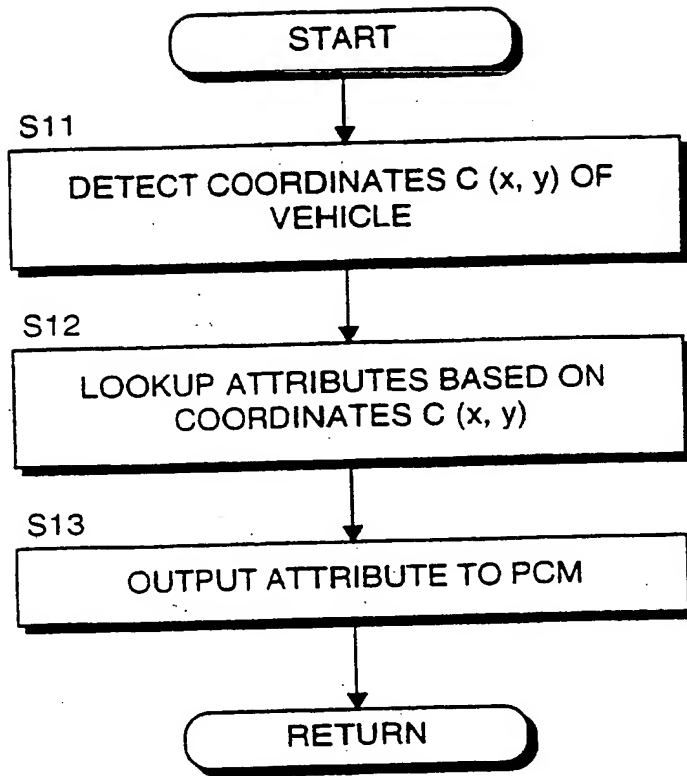 START
S11
DETECT COORDINATES C (x, y) OF
VEHICLE
S12
LOOKUP ATTRIBUTES BASED ON
COORDINATES C (x, y)
S13
OUTPUT ATTRIBUTE TO PCM
RETURN